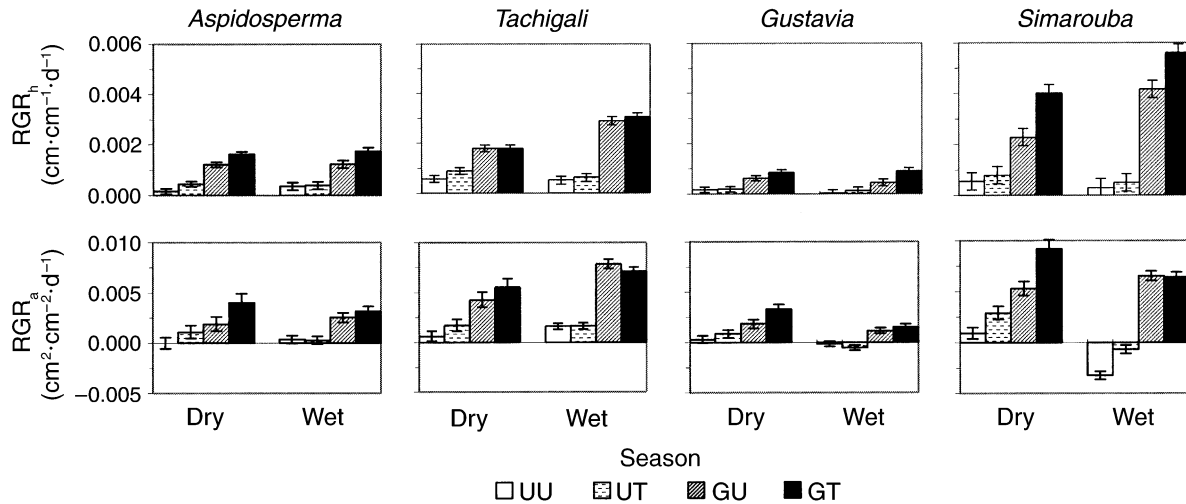 Aspidosperma Tachigali Gustavia Simarouba
RGRh
(cm·cm⁻¹·d⁻¹)
0.006
0.004
0.002
0.000
RGRa
(cm²·cm⁻²·d⁻¹)
0.010
0.005
0.000
−0.005
Dry Wet Dry Wet Dry Wet Dry Wet
Season
UU UT GU GT